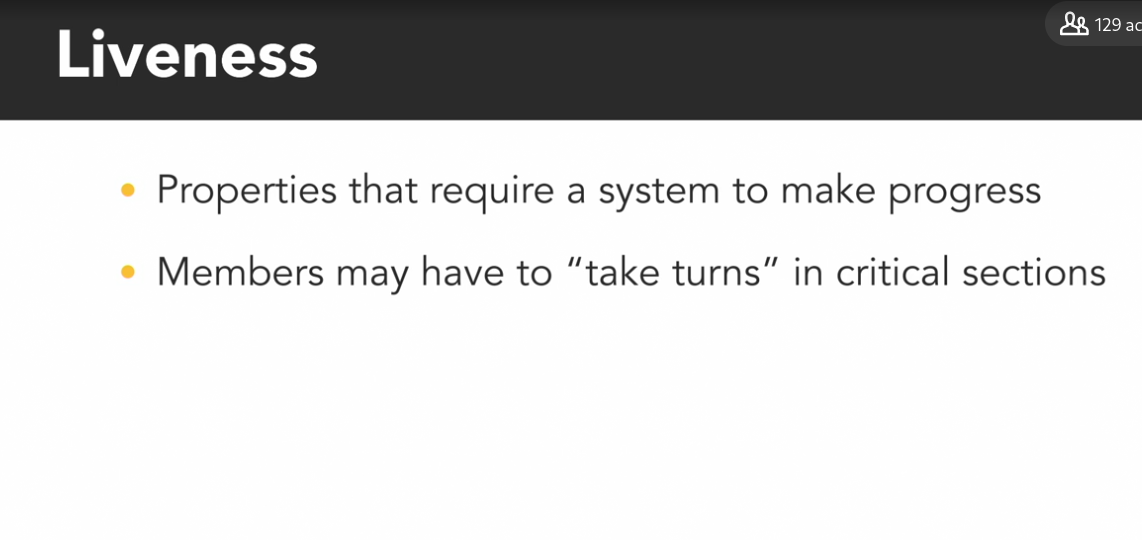 Liveness
129 ac
Properties that require a system to make progress
Members may have to “take turns” in critical sections